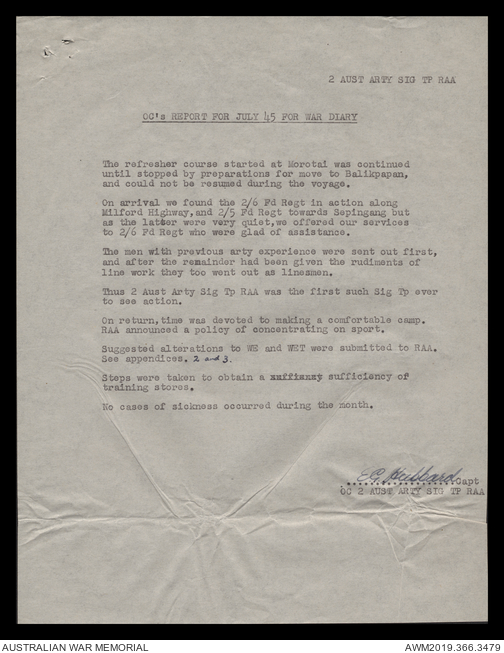 2 AUST ARTY SIG TP RAA
OC's REPORT FOR JULY 45 FOR WAR DIARY
The refresher course started at Morotai was continued
until stopped by preparations for move to Balikpapan,
and could not be resumed during the voyage.
On arrival we found the 2/6 Fd Regt in action along
Milford Highway,and 2/5 Fd Regt towards Sepingang but
as the latter were very quiet,we offered our services
to 2/6 Fd Regt who were glad of assistance.
The men with previous arty experience were sent out first,
and after the remainder had been given the rudiments of
line work they too went out as linesmen.
Thus 2 Aust Arty Sig Tp RAA was the first such Sig Tp ever
to see action.
On return,time was devoted to making a comfortable camp.
RAA announced a policy of concentrating on sport.
Suggested alterations to WE and WET were submitted to RAA.
See appendices. 2 and 3.
Steps were taken to obtain a sufficiency of
training stores.
No cases of sickness occurred during the month.
Hubbard Capt
OC 2 AUST ARTY SIG TP RAA
AUSTRALIAN WAR MEMORIAL
AWM2019.366.3479